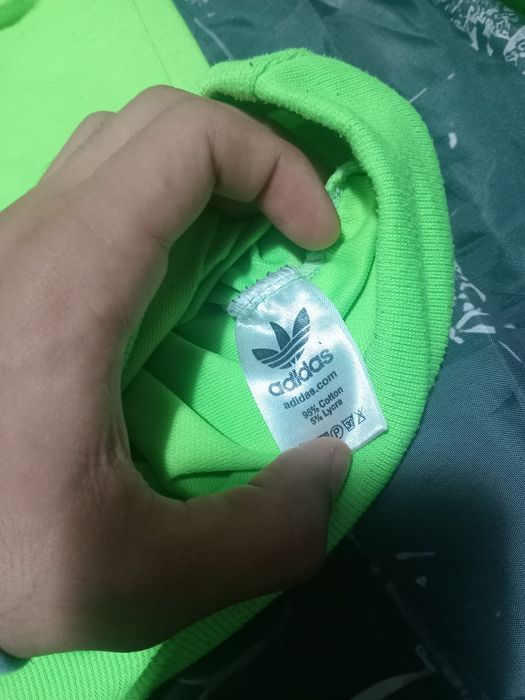 adidas
adidas.com
95% Cotton
5% Lycra
P